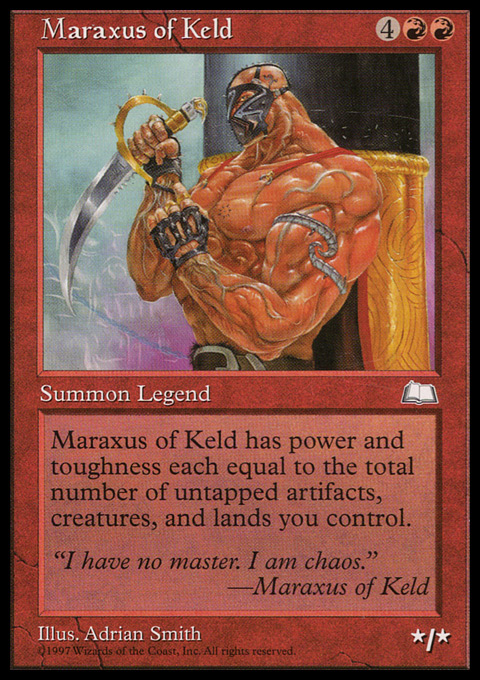 Maraxus of Keld 4
Summon Legend
Maraxus of Keld has power and
toughness each equal to the total
number of untapped artifacts,
creatures, and lands you control.
“I have no master. I am chaos.”
—Maraxus of Keld
Illus. Adrian Smith
©1997 Wizards of the Coast, Inc. All rights reserved.
★/★